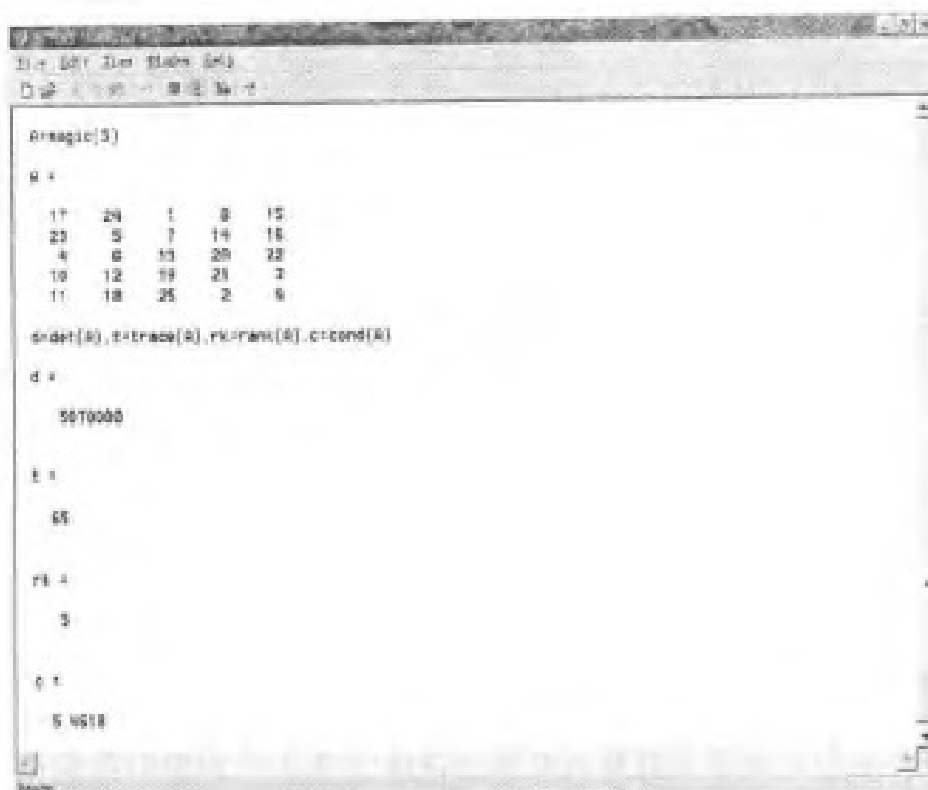 A=magic(5)
A =
17 24 1 8 15
23 5 7 14 16
4 6 13 20 22
10 12 19 21 3
11 18 25 2 9
d=det(A),t=trace(A),rk=rank(A),c=cond(A)
d =
5070000
t =
65
rk =
5
c =
5.4618